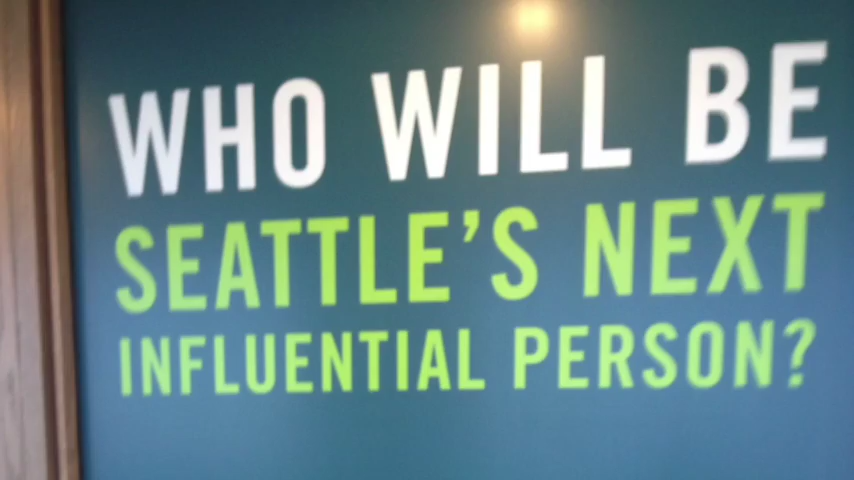 WHO WILL BE
SEATTLE'S NEXT
INFLUENTIAL PERSON?